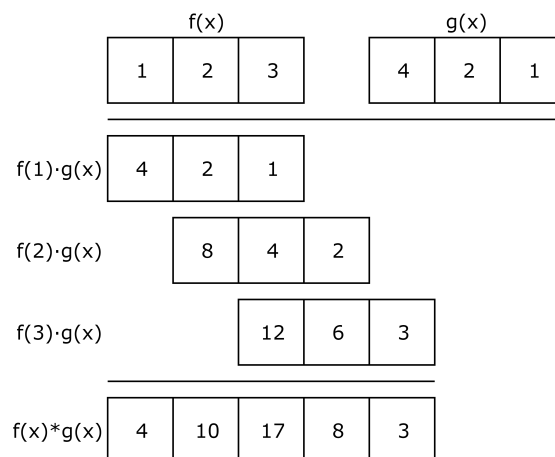 f(x) g(x)
1 2 3 4 2 1
f(1)·g(x) 4 2 1
f(2)·g(x) 8 4 2
f(3)·g(x) 12 6 3
f(x)*g(x) 4 10 17 8 3